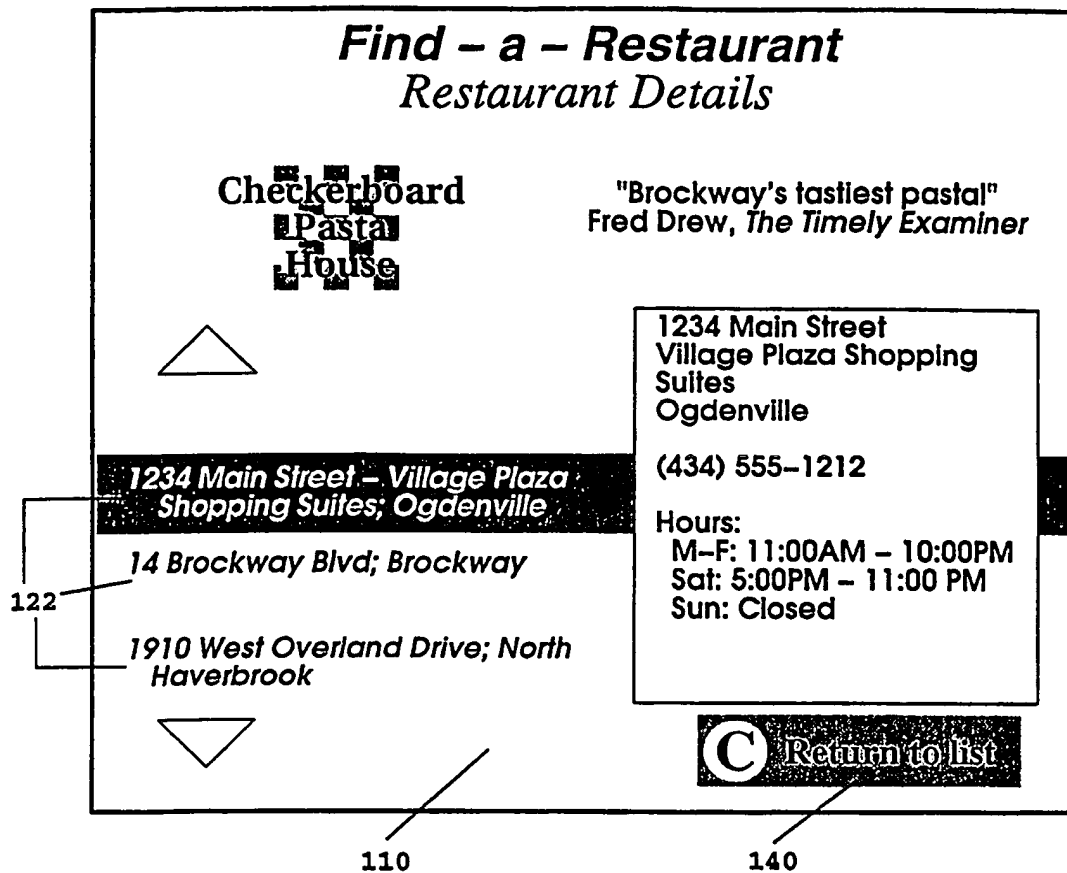 Find – a – Restaurant
Restaurant Details
Checkerboard
Pasta
House
"Brockway's tastiest pasta!"
Fred Drew, The Timely Examiner
1234 Main Street
Village Plaza Shopping
Suites
Ogdenville
(434) 555–1212
Hours:
M–F: 11:00AM – 10:00PM
Sat: 5:00PM – 11:00 PM
Sun: Closed
1234 Main Street – Village Plaza
Shopping Suites; Ogdenville
14 Brockway Blvd; Brockway
122
1910 West Overland Drive; North
Haverbrook
C Return to list
110
140